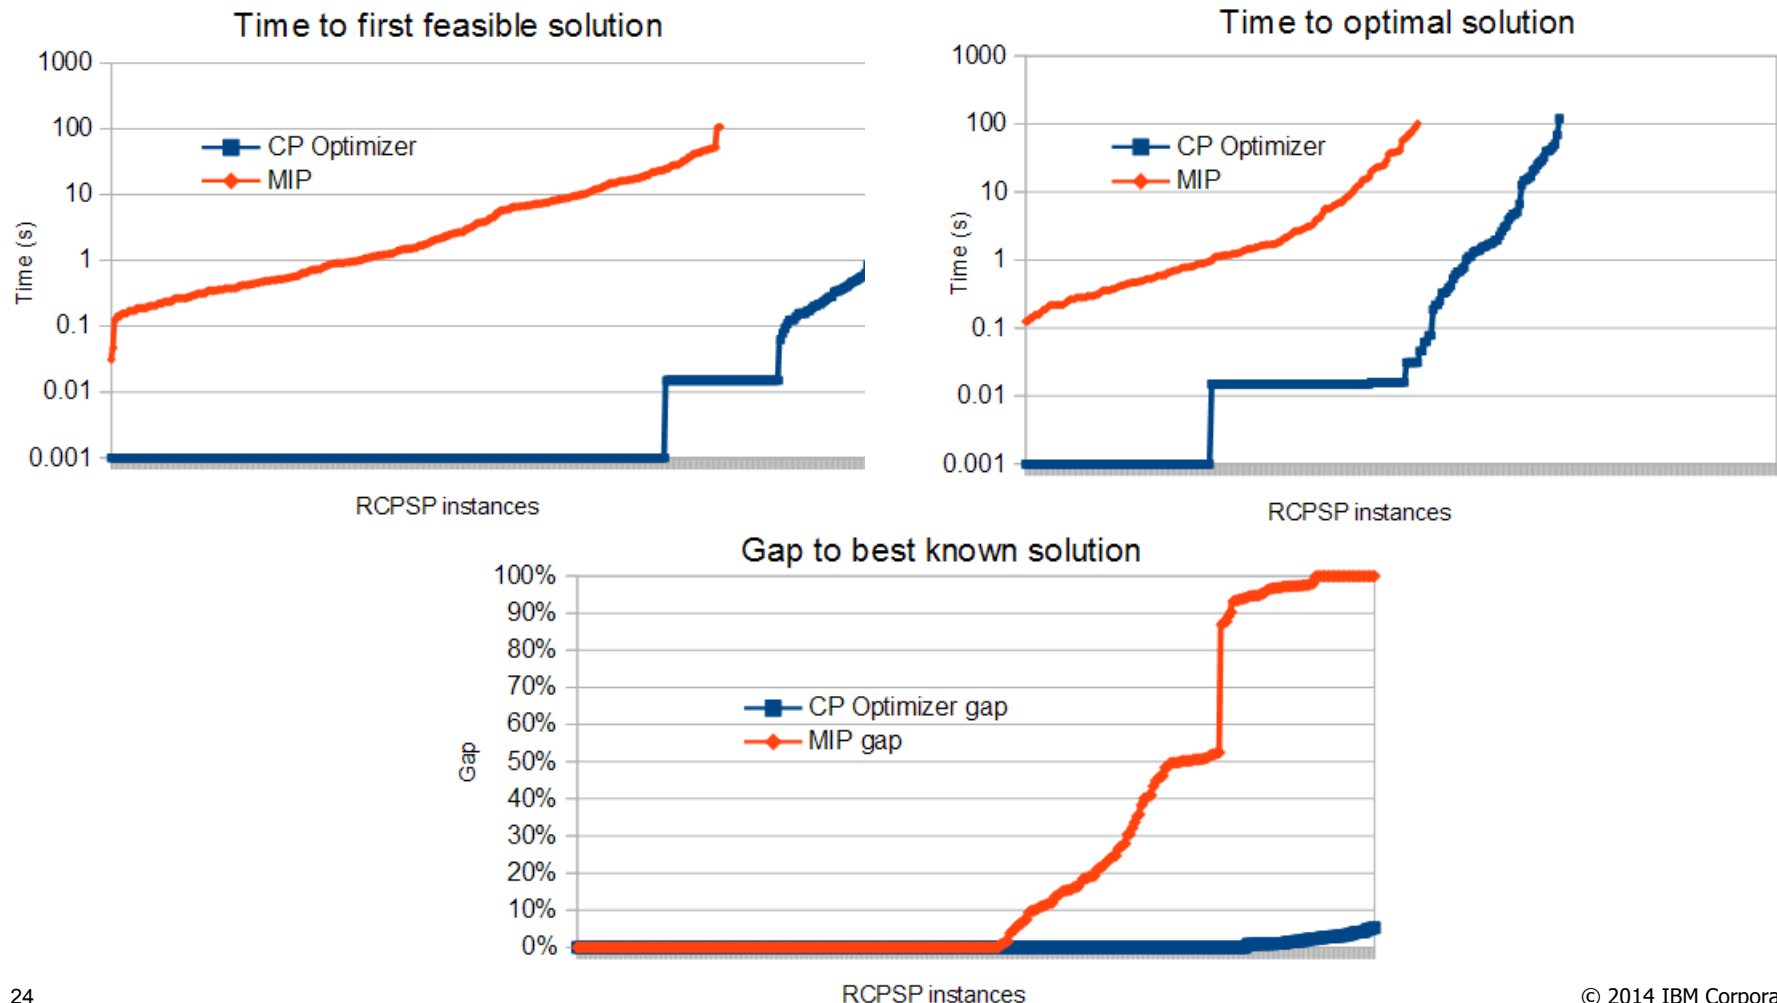 Time to first feasible solution
1000
100
10
1
0.1
0.01
0.001
Time (s)
CP Optimizer
MIP
RCPSP instances
Time to optimal solution
1000
100
10
1
0.1
0.01
0.001
Time (s)
CP Optimizer
MIP
RCPSP instances
Gap to best known solution
100%
90%
80%
70%
60%
50%
40%
30%
20%
10%
0%
Gap
CP Optimizer gap
MIP gap
RCPSP instances
24
© 2014 IBM Corpora